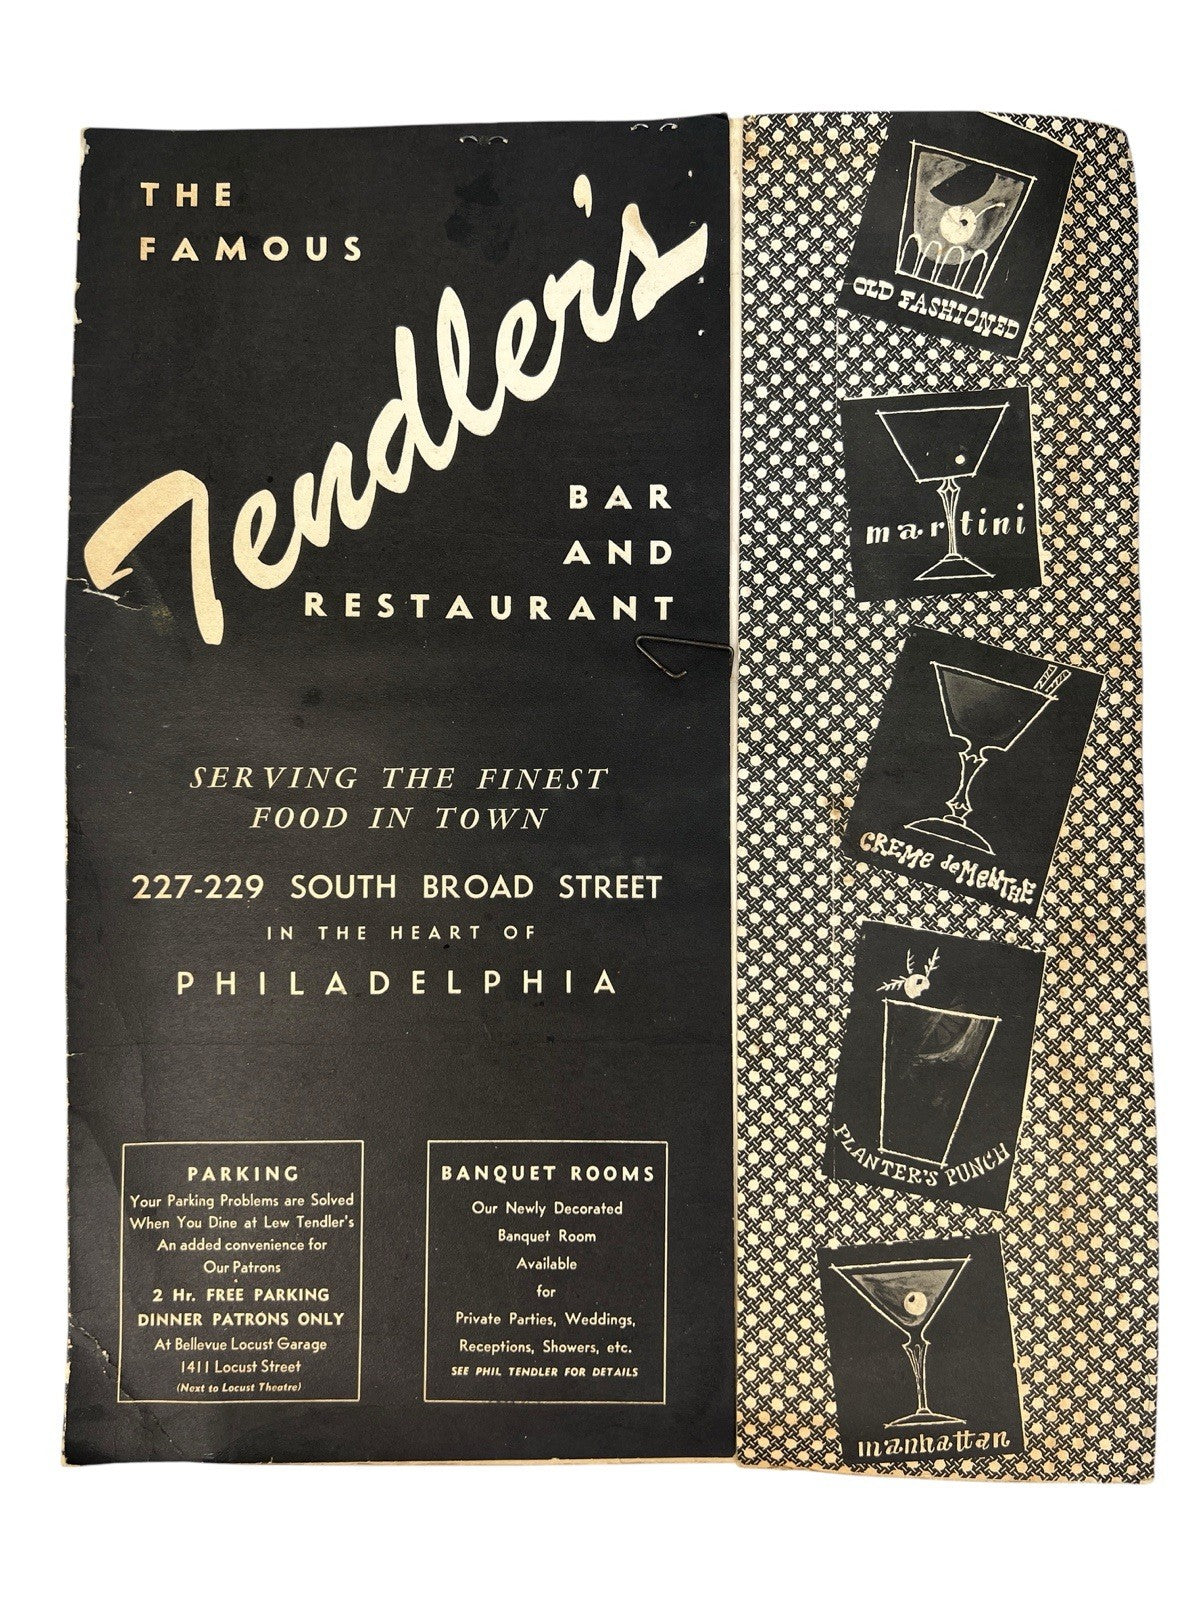 THE
FAMOUS
Tendler's
BAR
AND
RESTAURANT
SERVING THE FINEST
FOOD IN TOWN
227-229 SOUTH BROAD STREET
IN THE HEART OF
PHILADELPHIA
PARKING
Your Parking Problems are Solved
When You Dine at Lew Tendler's
An added convenience for
Our Patrons
2 Hr. FREE PARKING
DINNER PATRONS ONLY
At Bellevue Locust Garage
1411 Locust Street
(Next to Locust Theatre)
BANQUET ROOMS
Our Newly Decorated
Banquet Room
Available
for
Private Parties, Weddings,
Receptions, Showers, etc.
SEE PHIL TENDLER FOR DETAILS
OLD FASHIONED
martini
CREME deMENTHE
PLANTER'S PUNCH
manhattan